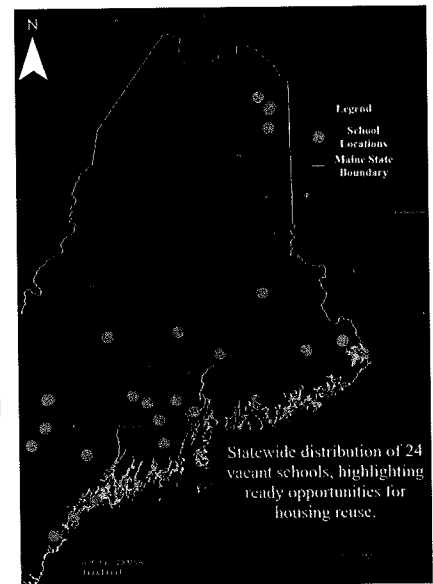 N
Legend
School
Locations
Maine State
Boundary
Statewide distribution of 24
vacant schools, highlighting
ready opportunities for
housing reuse.